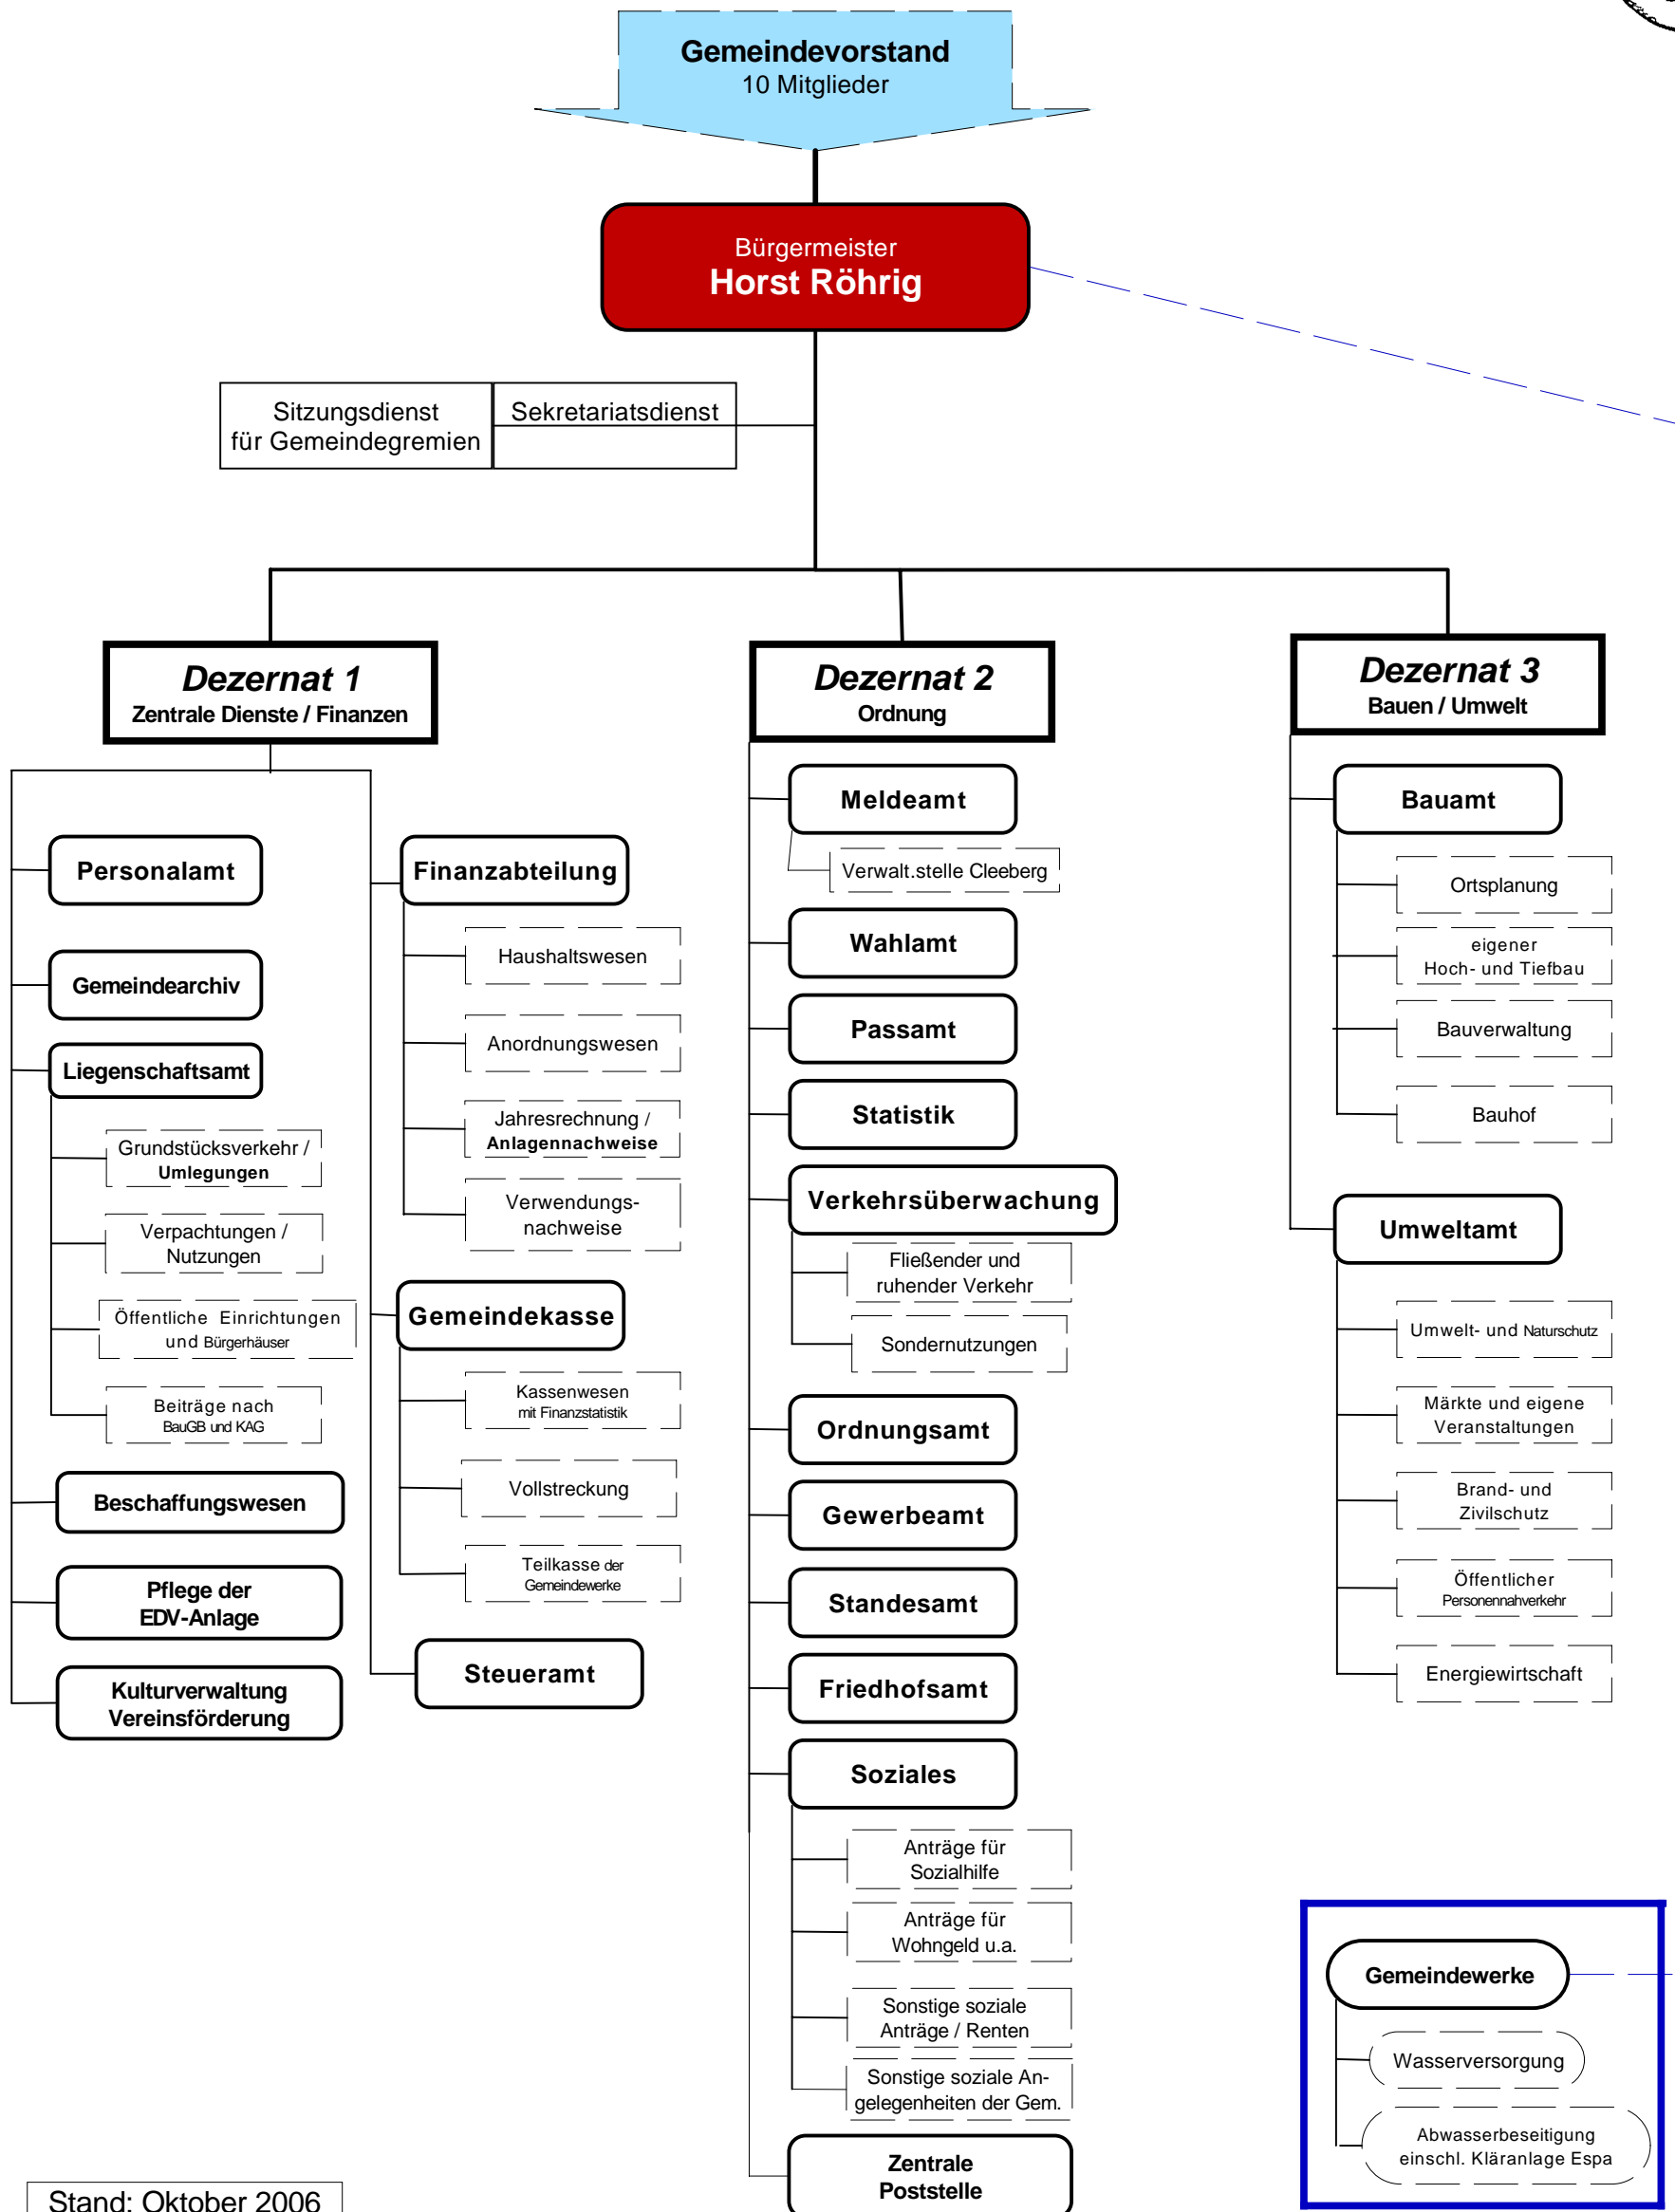 Gemeindevorstand
10 Mitglieder
Bürgermeister
Horst Röhrig
Sitzungsdienst
für Gemeindegremien
Sekretariatsdienst
Dezernat 1
Zentrale Dienste / Finanzen
Personalamt
Gemeindearchiv
Liegenschaftsamt
Grundstücksverkehr /
Umlegungen
Verpachtungen /
Nutzungen
Öffentliche Einrichtungen
und Bürgerhäuser
Beiträge nach
BauGB und KAG
Beschaffungswesen
Pflege der
EDV-Anlage
Kulturverwaltung
Vereinsförderung
Finanzabteilung
Haushaltswesen
Anordnungswesen
Jahresrechnung /
Anlagennachweise
Verwendungs-
nachweise
Gemeindekasse
Kassenwesen
mit Finanzstatistik
Vollstreckung
Teilkasse der
Gemeindewerke
Steueramt
Dezernat 2
Ordnung
Meldeamt
Verwalt.stelle Cleeberg
Wahlamt
Passamt
Statistik
Verkehrsüberwachung
Fließender und
ruhender Verkehr
Sondernutzungen
Ordnungsamt
Gewerbeamt
Standesamt
Friedhofsamt
Soziales
Anträge für
Sozialhilfe
Anträge für
Wohngeld u.a.
Sonstige soziale
Anträge / Renten
Sonstige soziale An-
gelegenheiten der Gem.
Zentrale
Poststelle
Dezernat 3
Bauen / Umwelt
Bauamt
Ortsplanung
eigener
Hoch- und Tiefbau
Bauverwaltung
Bauhof
Umweltamt
Umwelt- und Naturschutz
Märkte und eigene
Veranstaltungen
Brand- und
Zivilschutz
Öffentlicher
Personennahverkehr
Energiewirtschaft
Gemeindewerke
Wasserversorgung
Abwasserbeseitigung
einschl. Kläranlage Espa
Stand: Oktober 2006